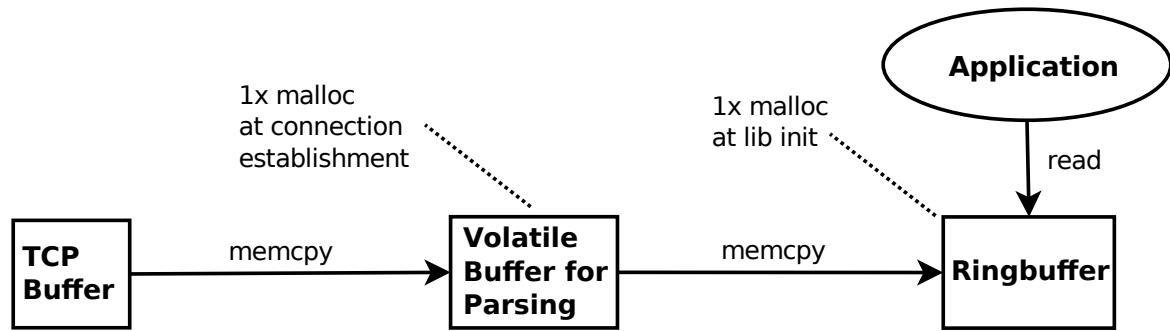 Application
1x malloc
at connection
establishment
1x malloc
at lib init
read
TCP
Buffer
memcpy
Volatile
Buffer for
Parsing
memcpy
Ringbuffer